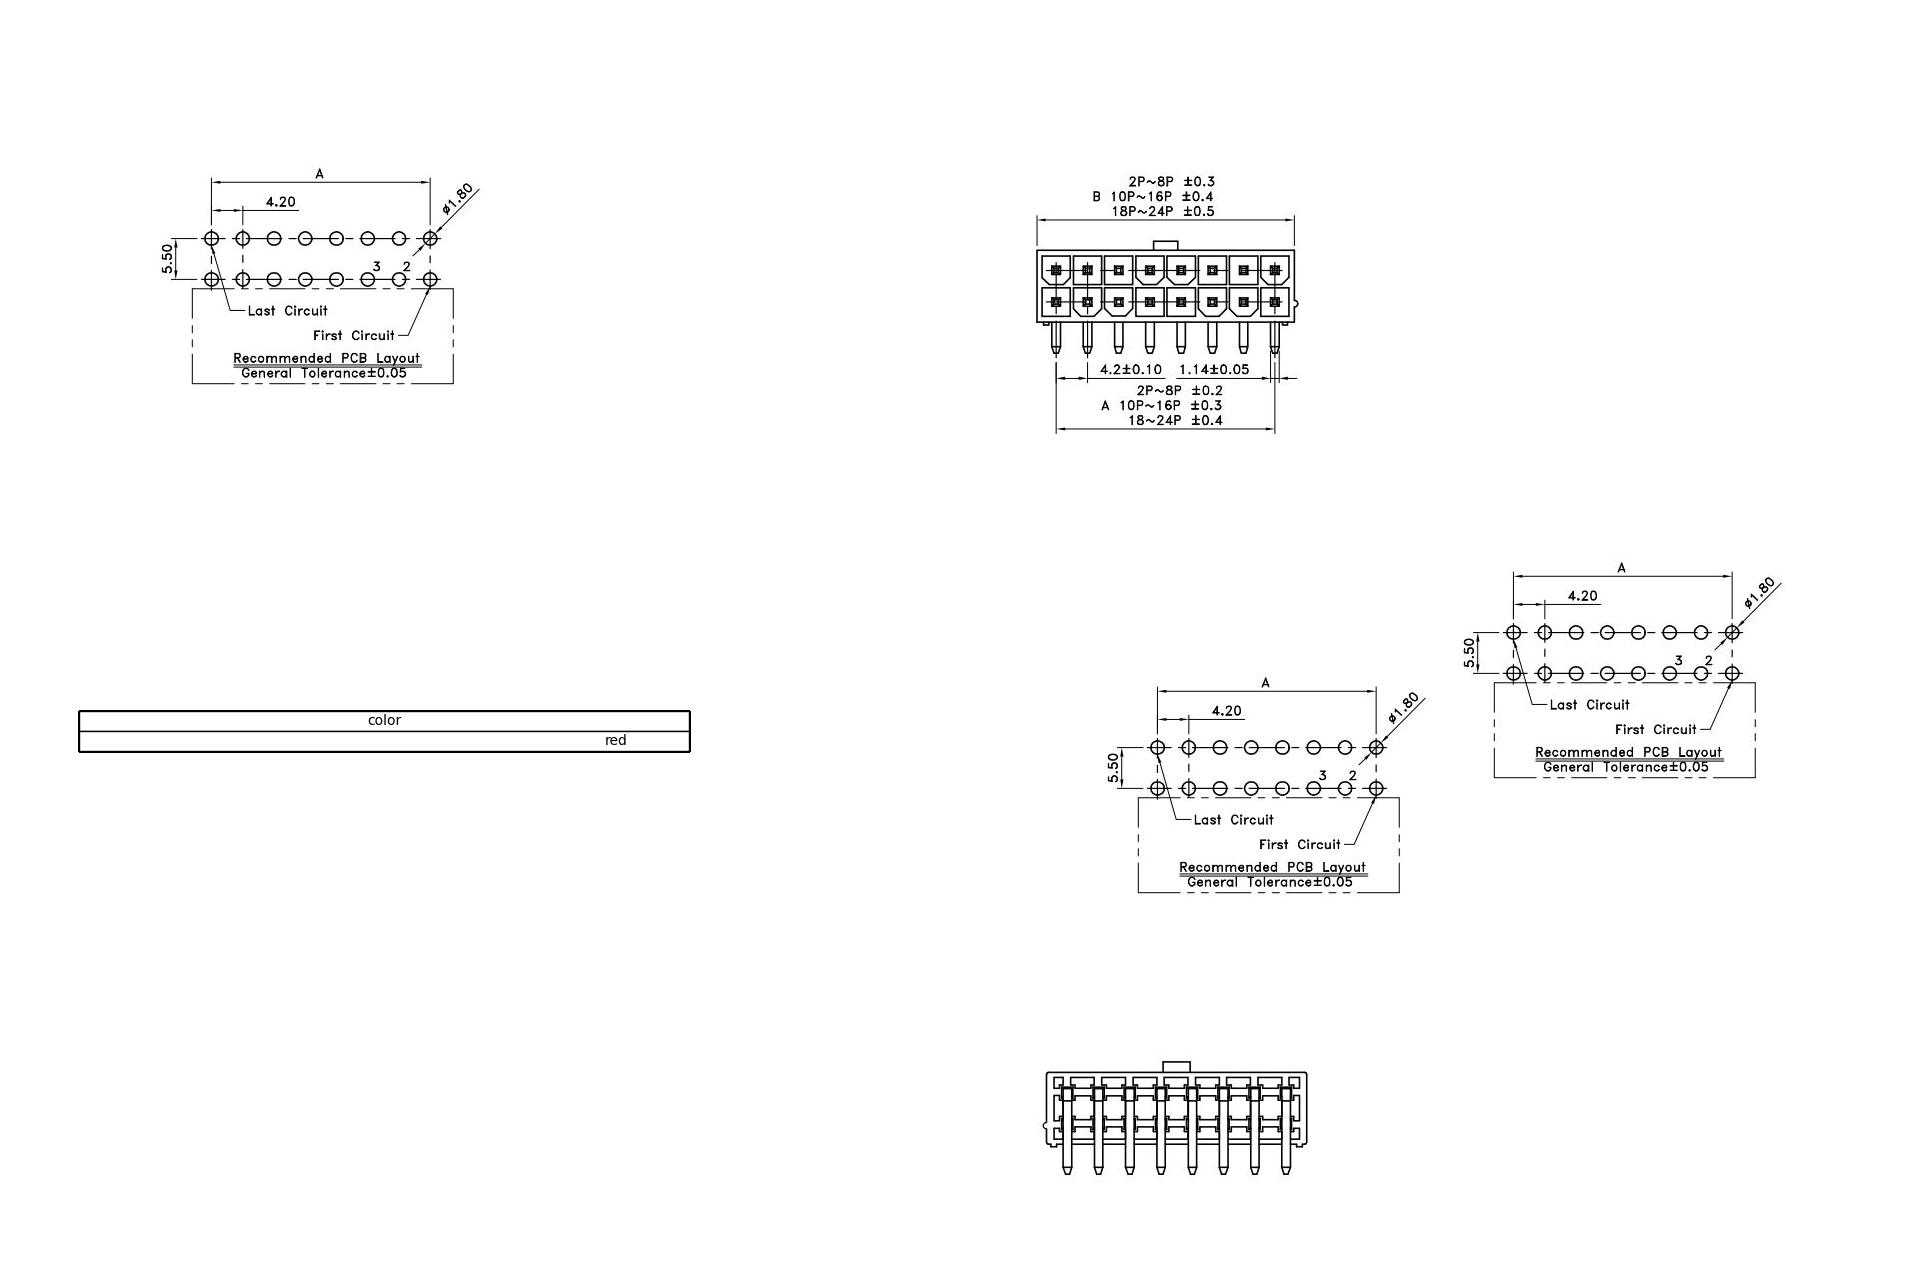 A
4.20
ø1.80
5.50
3 2
Last Circuit
First Circuit
Recommended PCB Layout
General Tolerance±0.05
2P~8P ±0.3
B 10P~16P ±0.4
18P~24P ±0.5
4.2±0.10 1.14±0.05
2P~8P ±0.2
A 10P~16P ±0.3
18~24P ±0.4
A
4.20
ø1.80
5.50
3 2
Last Circuit
First Circuit
Recommended PCB Layout
General Tolerance±0.05
color
red
A
4.20
ø1.80
5.50
3 2
Last Circuit
First Circuit
Recommended PCB Layout
General Tolerance±0.05